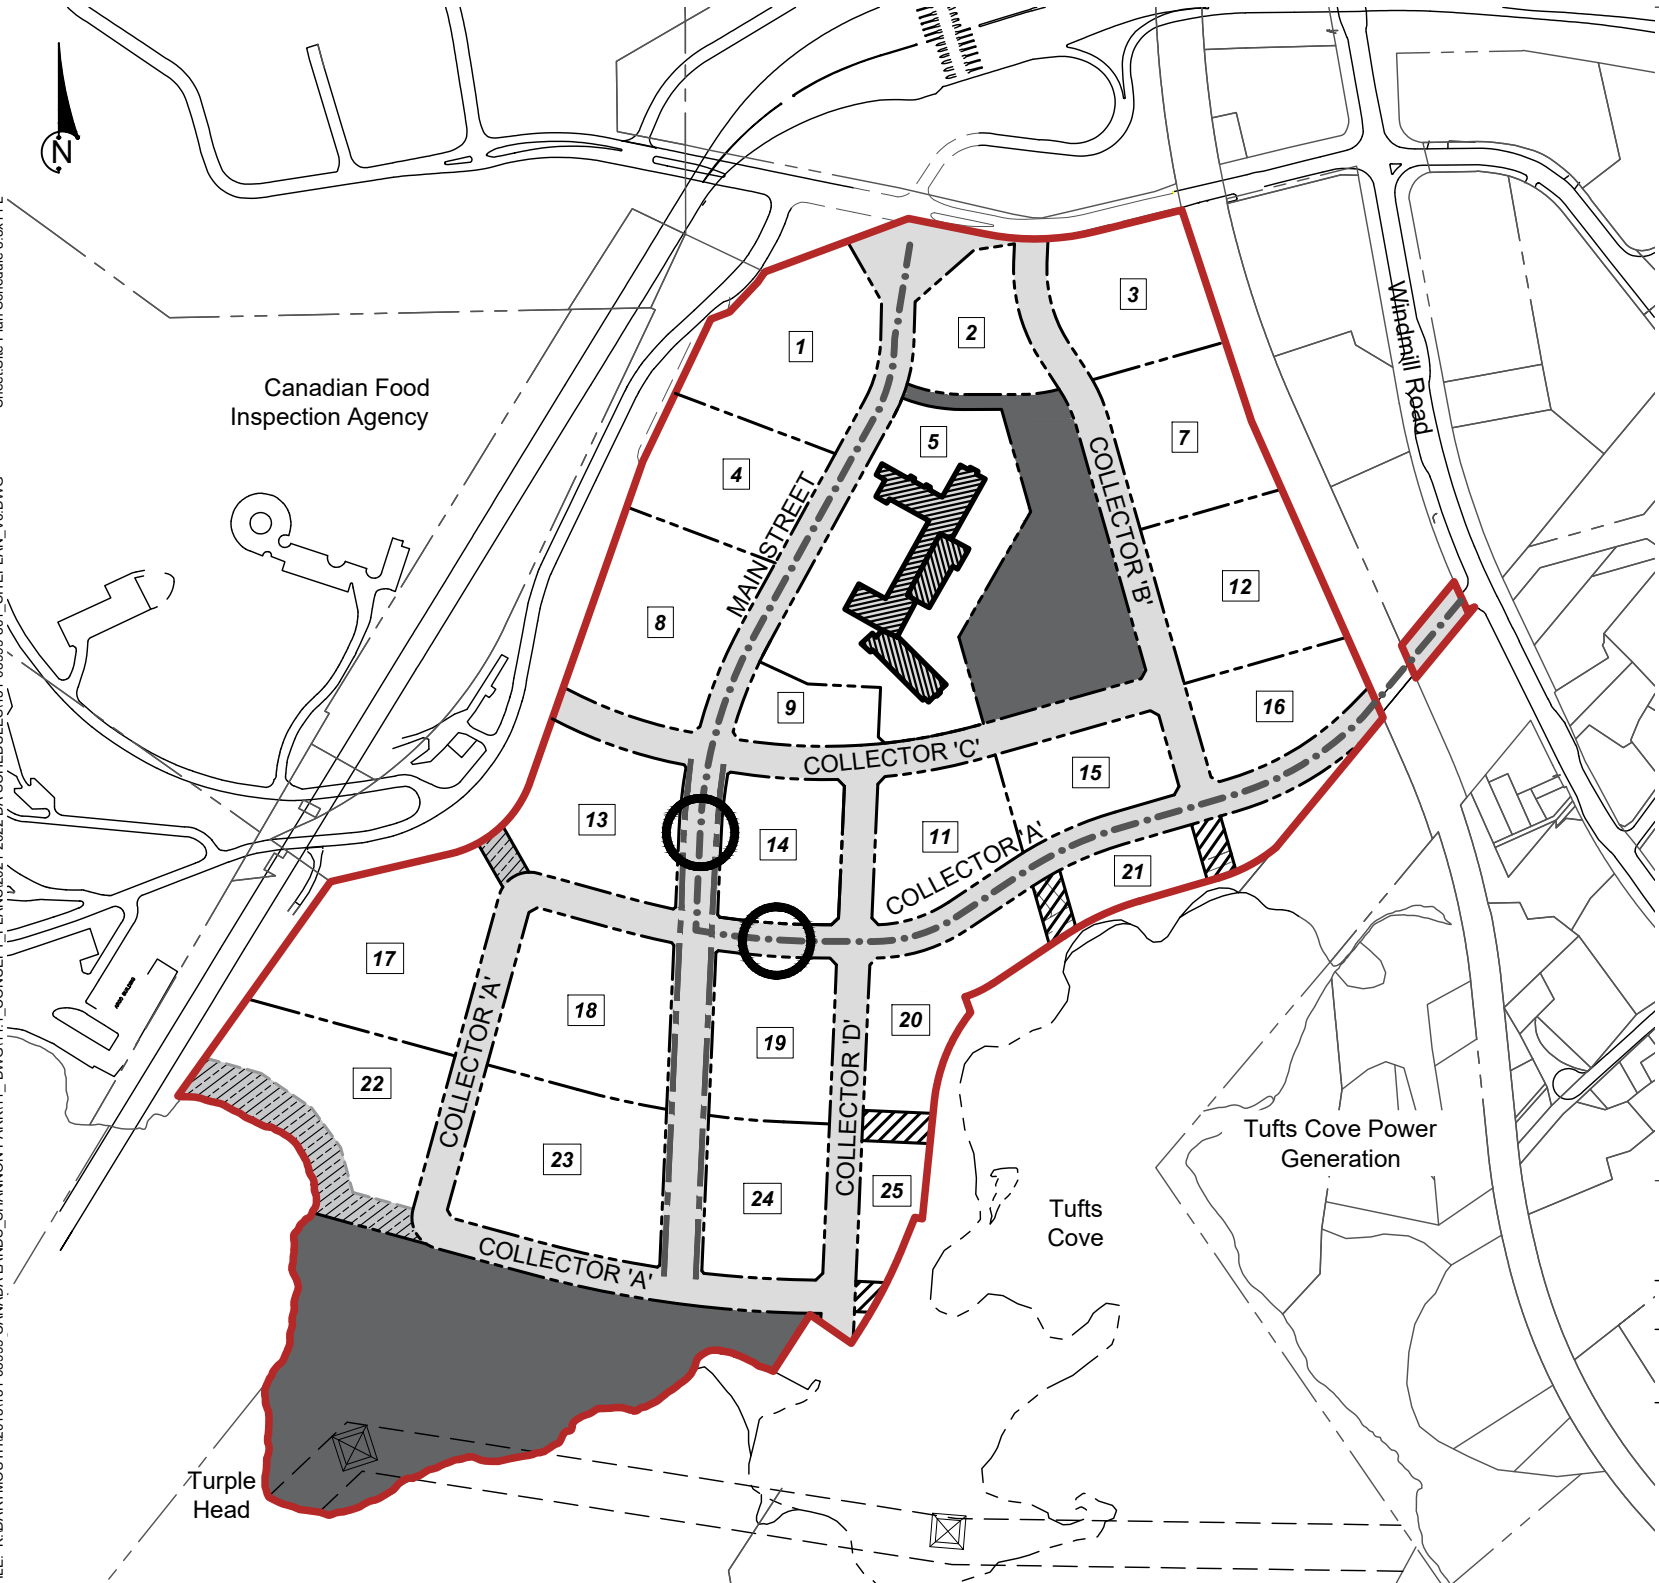 N
Canadian Food
Inspection Agency
Windmill Road
1
2
3
4
5
7
8
9
12
16
MAIN STREET
COLLECTOR 'B'
COLLECTOR 'C'
15
13
14
11
COLLECTOR 'A'
21
17
18
19
20
COLLECTOR 'A'
22
23
24
25
COLLECTOR 'D'
COLLECTOR 'A'
Tufts Cove Power
Generation
Tufts
Cove
Turple
Head